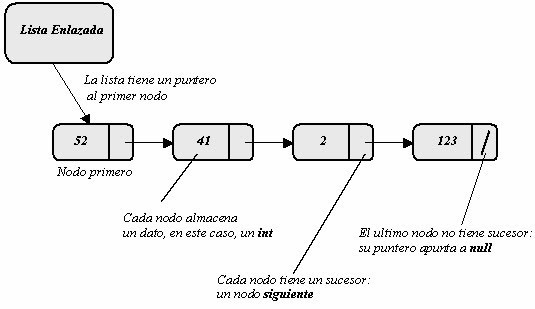 Lista Enlazada
La lista tiene un puntero
al primer nodo
52
41
2
123
Nodo primero
Cada nodo almacena
un dato, en este caso, un int
El ultimo nodo no tiene sucesor:
su puntero apunta a null
Cada nodo tiene un sucesor:
un nodo siguiente